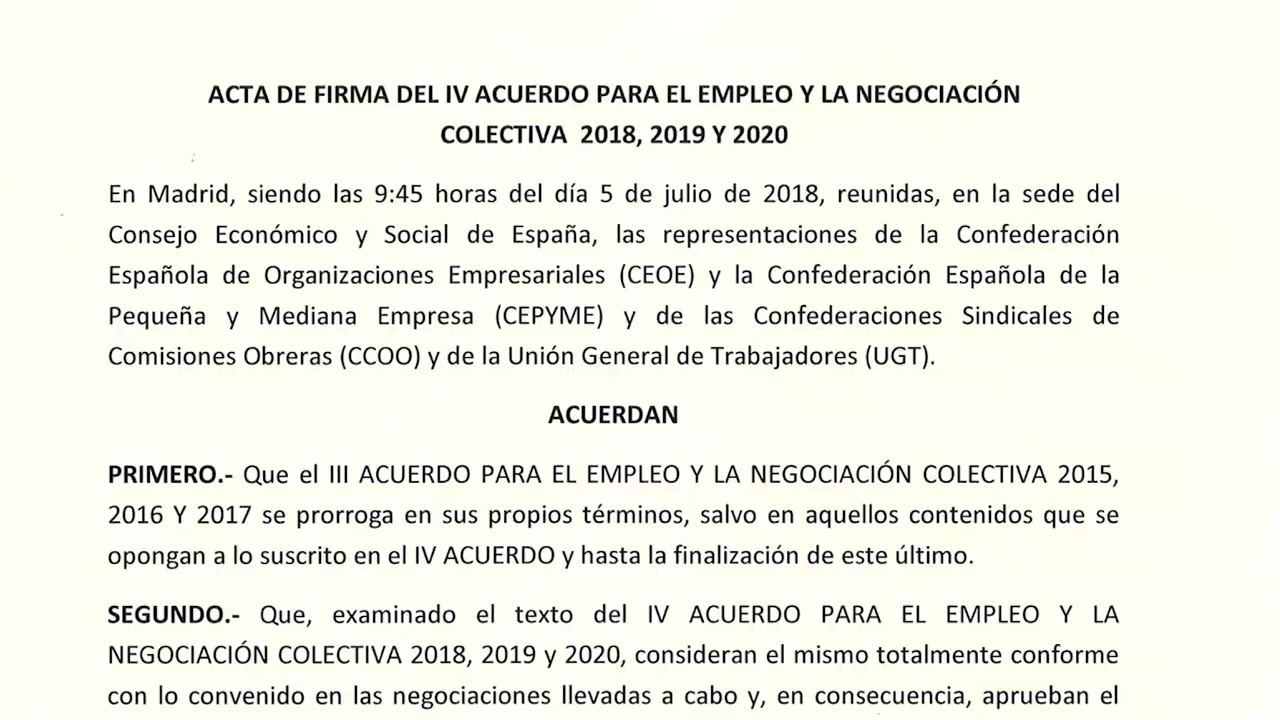 ACTA DE FIRMA DEL IV ACUERDO PARA EL EMPLEO Y LA NEGOCIACIÓN
COLECTIVA 2018, 2019 Y 2020
En Madrid, siendo las 9:45 horas del día 5 de julio de 2018, reunidas, en la sede del
Consejo Económico y Social de España, las representaciones de la Confederación
Española de Organizaciones Empresariales (CEOE) y la Confederación Española de la
Pequeña y Mediana Empresa (CEPYME) y de las Confederaciones Sindicales de
Comisiones Obreras (CCOO) y de la Unión General de Trabajadores (UGT).
ACUERDAN
PRIMERO.- Que el III ACUERDO PARA EL EMPLEO Y LA NEGOCIACIÓN COLECTIVA 2015,
2016 Y 2017 se prorroga en sus propios términos, salvo en aquellos contenidos que se
opongan a lo suscrito en el IV ACUERDO y hasta la finalización de este último.
SEGUNDO.- Que, examinado el texto del IV ACUERDO PARA EL EMPLEO Y LA
NEGOCIACIÓN COLECTIVA 2018, 2019 y 2020, consideran el mismo totalmente conforme
con lo convenido en las negociaciones llevadas a cabo y, en consecuencia, aprueban el